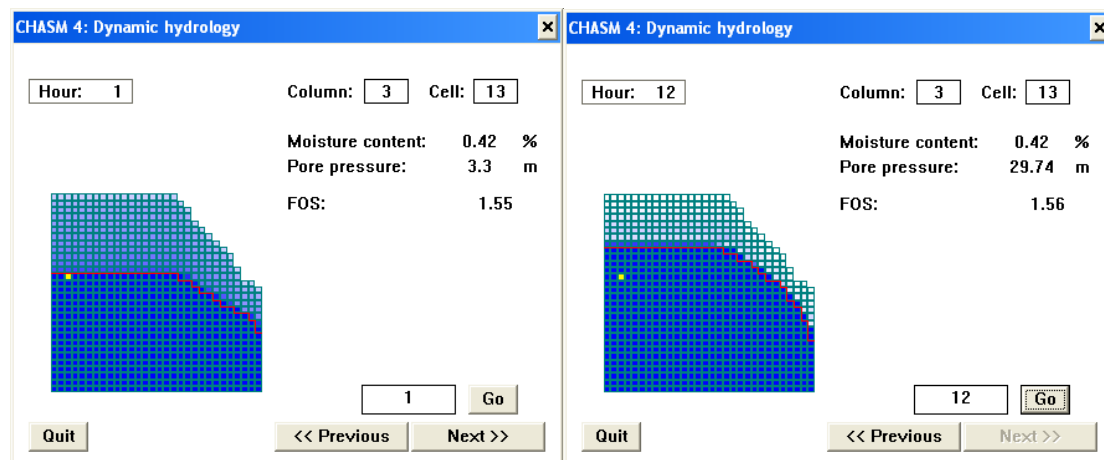 CHASM 4: Dynamic hydrology
Hour: 1 Column: 3 Cell: 13
Moisture content: 0.42 %
Pore pressure: 3.3 m
FOS: 1.55
1 Go
Quit << Previous Next >>
CHASM 4: Dynamic hydrology
Hour: 12 Column: 3 Cell: 13
Moisture content: 0.42 %
Pore pressure: 29.74 m
FOS: 1.56
12 Go
Quit << Previous Next >>